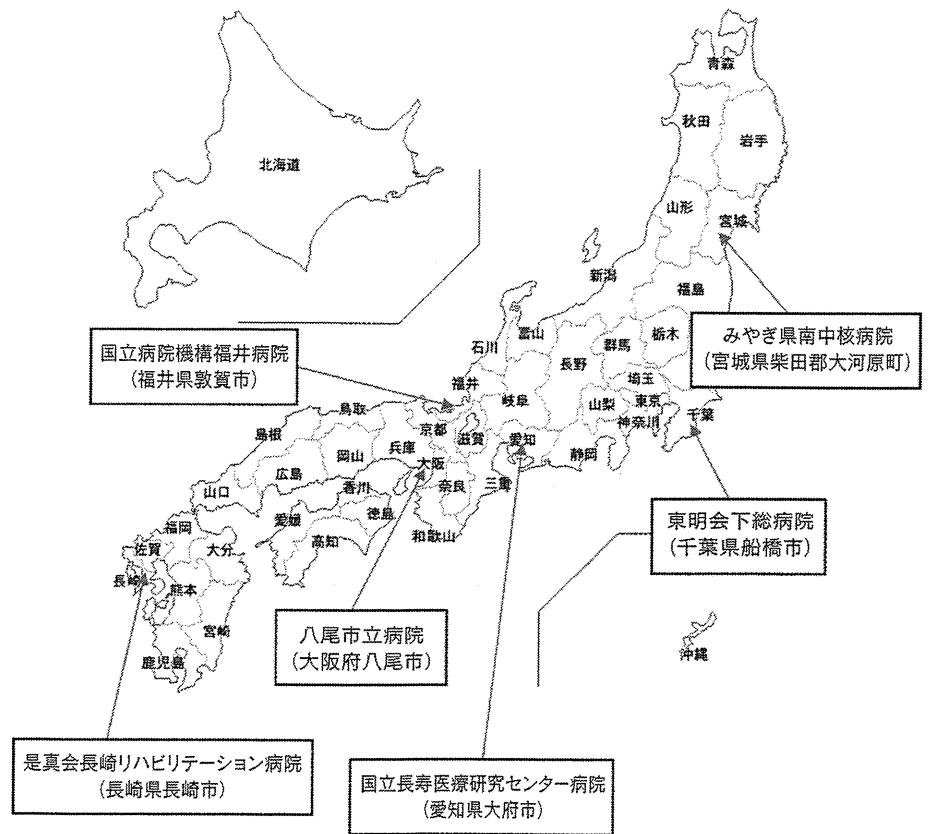 青森
秋田
岩手
北海道
山形
宮城
新潟
福島
国立病院機構福井病院
(福井県敦賀市)
石川
富山
群馬
栃木
みやぎ県南中核病院
(宮城県柴田郡大河原町)
長野
福井
岐阜
埼玉
山梨
東京
千葉
神奈川
鳥取
京都
滋賀
愛知
静岡
島根
兵庫
岡山
大阪
広島
奈良
三重
山口
香川
徳島
和歌山
福岡
愛媛
高知
佐賀
大分
長崎
熊本
宮崎
鹿児島
東明会下総病院
(千葉県船橋市)
八尾市立病院
(大阪府八尾市)
沖縄
是真会長崎リハビリテーション病院
(長崎県長崎市)
国立長寿医療研究センター病院
(愛知県大府市)